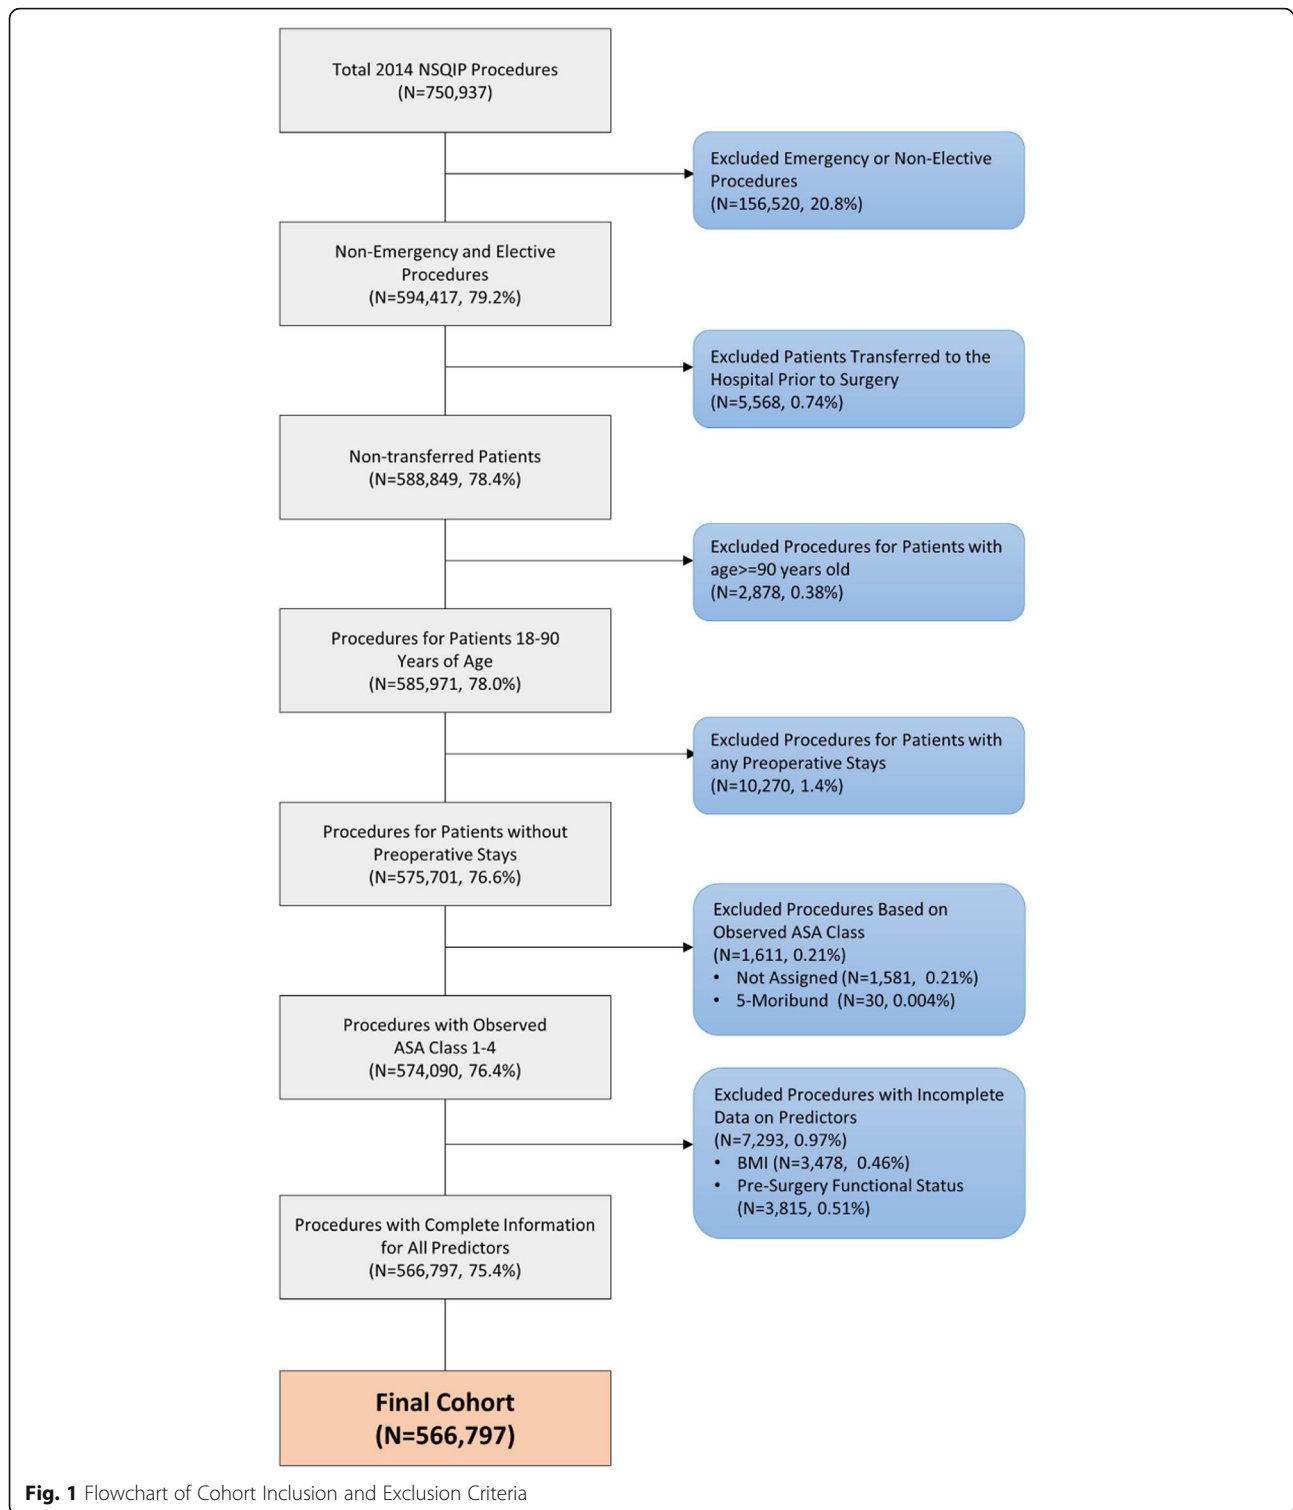 Total 2014 NSQIP Procedures
(N=750,937)
Excluded Emergency or Non-Elective
Procedures
(N=156,520, 20.8%)
Non-Emergency and Elective
Procedures
(N=594,417, 79.2%)
Excluded Patients Transferred to the
Hospital Prior to Surgery
(N=5,568, 0.74%)
Non-transferred Patients
(N=588,849, 78.4%)
Excluded Procedures for Patients with
age>=90 years old
(N=2,878, 0.38%)
Procedures for Patients 18-90
Years of Age
(N=585,971, 78.0%)
Excluded Procedures for Patients with
any Preoperative Stays
(N=10,270, 1.4%)
Procedures for Patients without
Preoperative Stays
(N=575,701, 76.6%)
Excluded Procedures Based on
Observed ASA Class
(N=1,611, 0.21%)
• Not Assigned (N=1,581, 0.21%)
• 5-Moribund (N=30, 0.004%)
Procedures with Observed
ASA Class 1-4
(N=574,090, 76.4%)
Excluded Procedures with Incomplete
Data on Predictors
(N=7,293, 0.97%)
• BMI (N=3,478, 0.46%)
• Pre-Surgery Functional Status
(N=3,815, 0.51%)
Procedures with Complete Information
for All Predictors
(N=566,797, 75.4%)
Final Cohort
(N=566,797)
Fig. 1 Flowchart of Cohort Inclusion and Exclusion Criteria